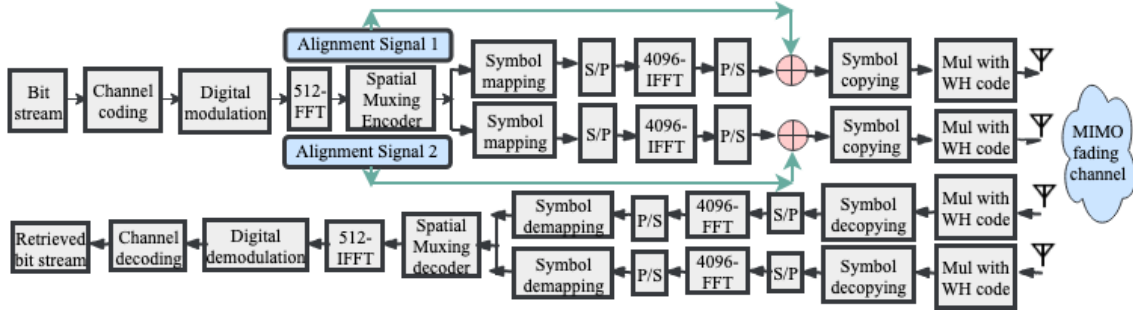 Alignment Signal 1
Bit
stream
Channel
coding
Digital
modulation
512-
FFT
Spatial
Muxing
Encoder
Symbol
mapping
S/P
4096-
IFFT
P/S
Symbol
copying
Mul with
WH code
Symbol
mapping
S/P
4096-
IFFT
P/S
Symbol
copying
Mul with
WH code
Alignment Signal 2
MIMO
fading
channel
Symbol
demapping
P/S
4096-
FFT
S/P
Symbol
decopying
Mul with
WH code
Retrieved
bit stream
Channel
decoding
Digital
demodulation
512-
IFFT
Spatial
Muxing
decoder
Symbol
demapping
P/S
4096-
FFT
S/P
Symbol
decopying
Mul with
WH code